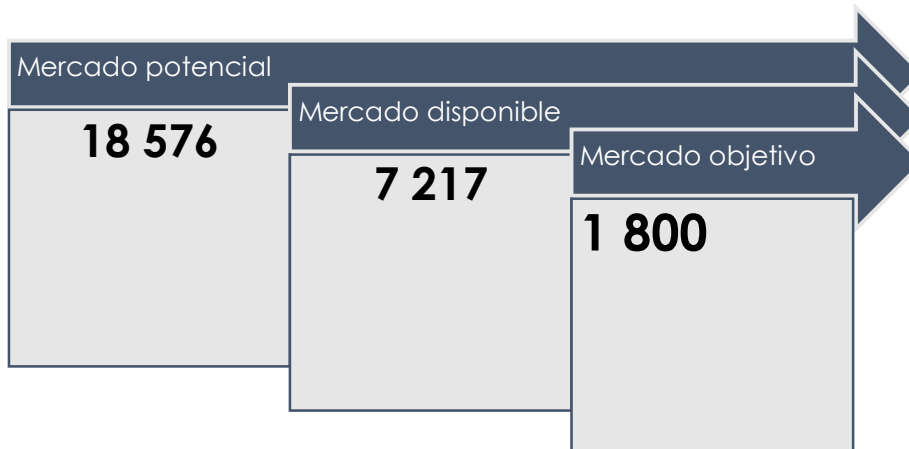 Mercado potencial
18 576
Mercado disponible
7 217
Mercado objetivo
1 800